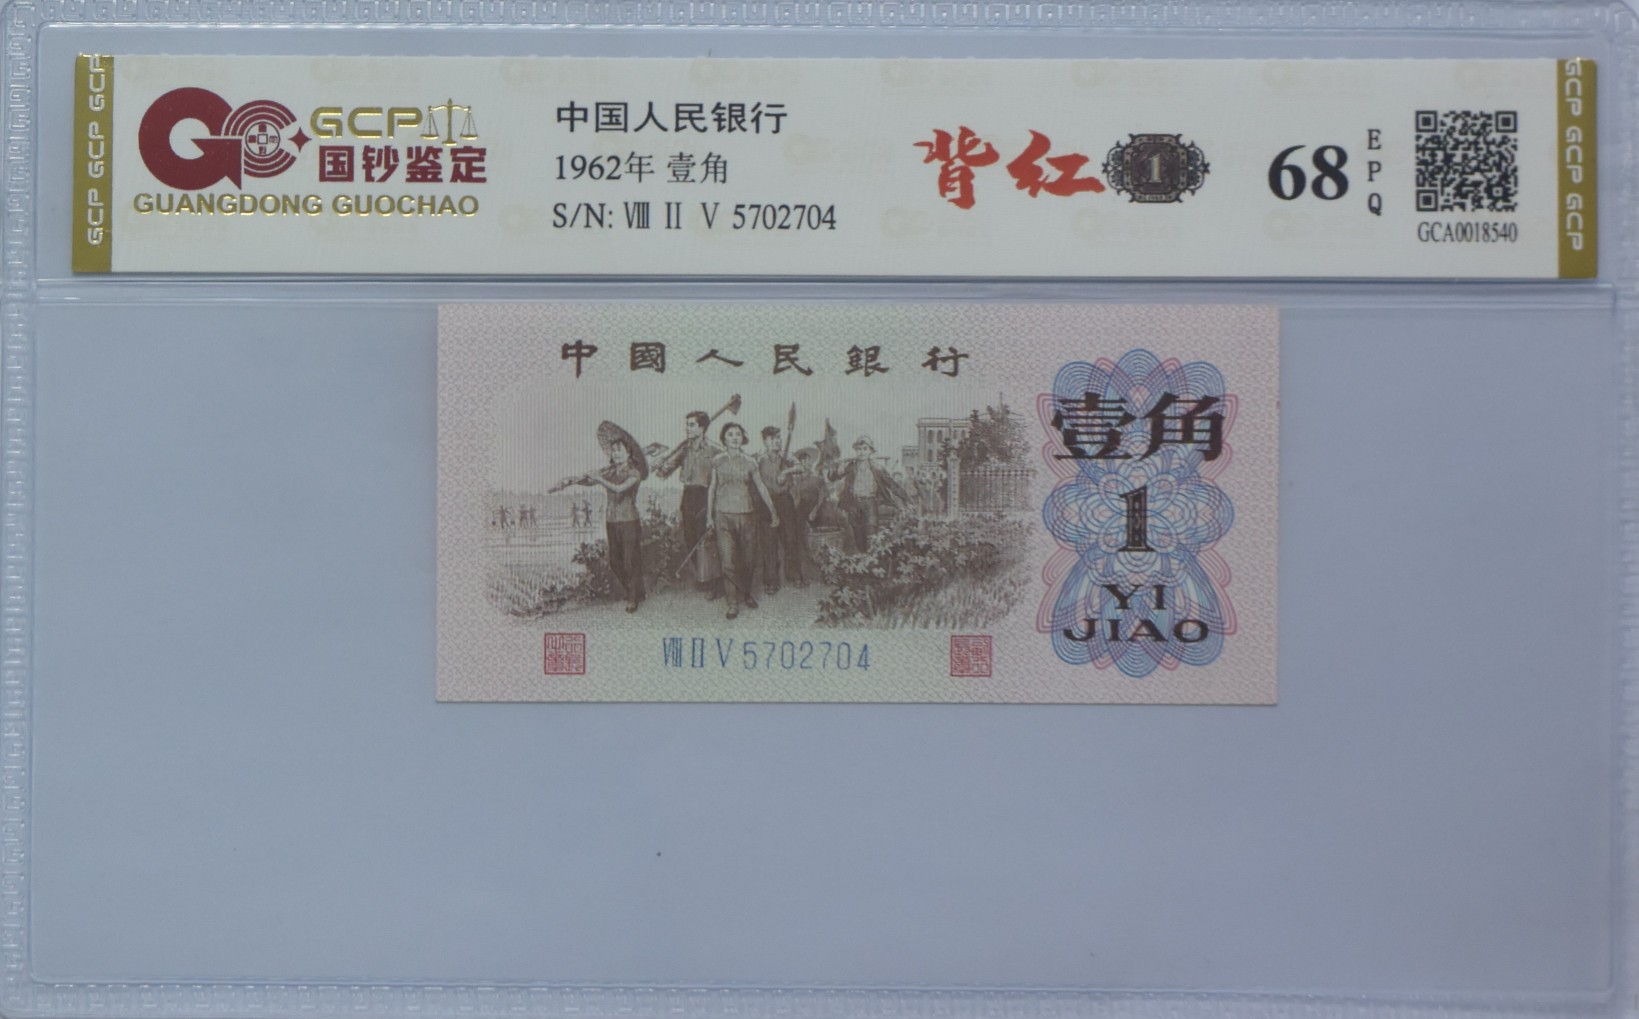 GCP GCP GCP
GCP
国钞鉴定
GUANGDONG GUOCHAO
中国人民银行
1962年 壹角
S/N: Ⅷ Ⅱ Ⅴ 5702704
背红
1
68
EPQ
GCA0018540
GCP GCP GCP
中國人民銀行
壹角
1
YI
JIAO
Ⅷ Ⅱ Ⅴ 5702704